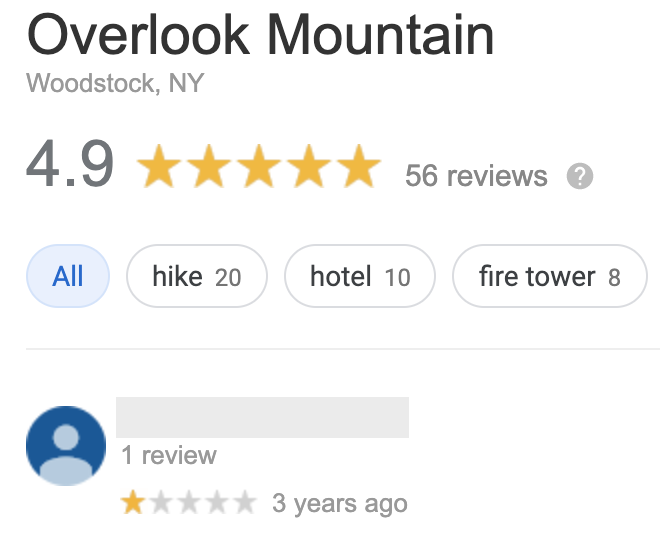 Overlook Mountain
Woodstock, NY
4.9 56 reviews ?
All hike 20 hotel 10 fire tower 8
1 review
3 years ago